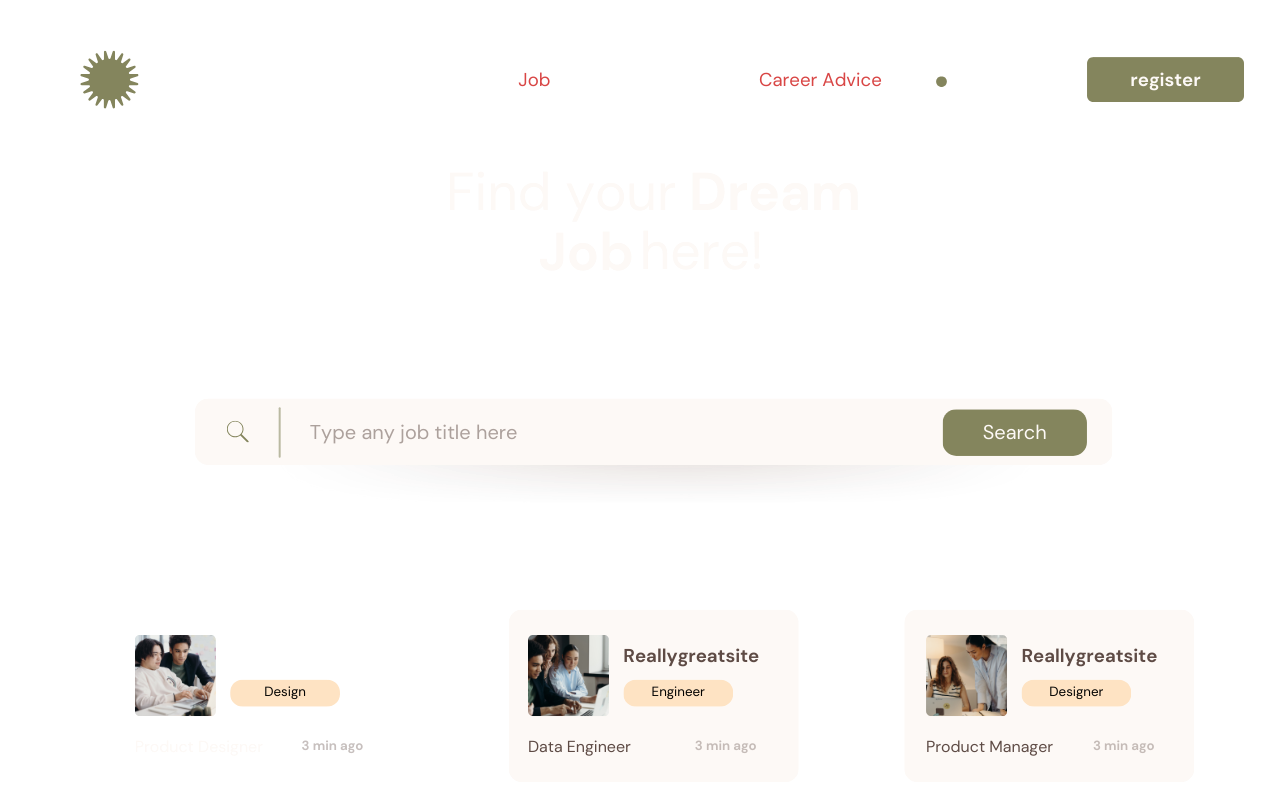 Job
Career Advice
register
Find your Dream
Job here!
Type any job title here
Search
Design
Product Designer
3 min ago
Reallygreatsite
Engineer
Data Engineer
3 min ago
Reallygreatsite
Designer
Product Manager
3 min ago